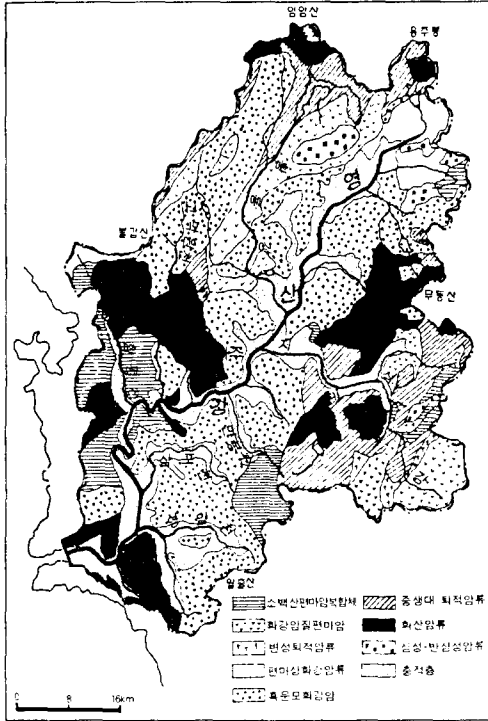 입암산
용추봉
영
불갑산
산
무등산
강
월출산
소백산편마암복합체
중생대 퇴적암류
화강암질편마암
화산암류
변성퇴적암류
심성·반심성암류
편마상화강암류
충적층
흑운모화강암
0 8 16km